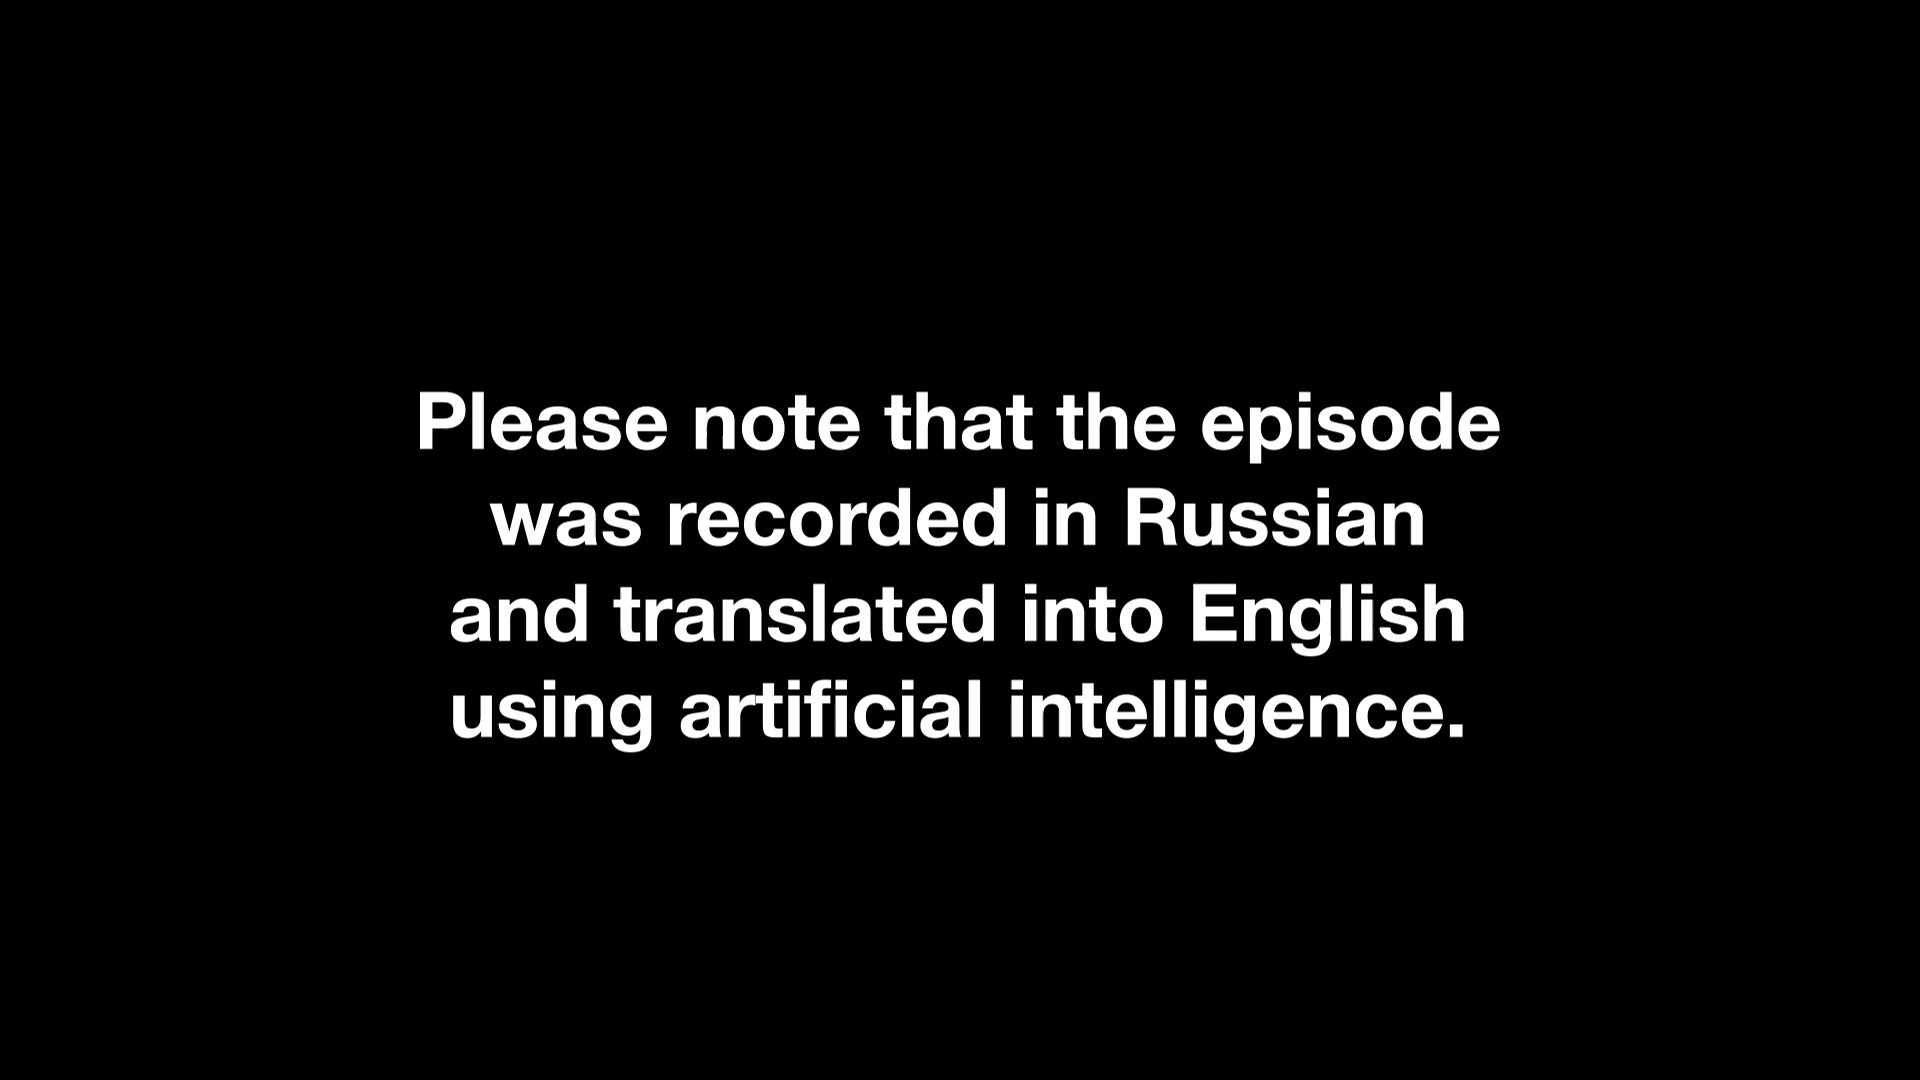 Please note that the episode
was recorded in Russian
and translated into English
using artificial intelligence.